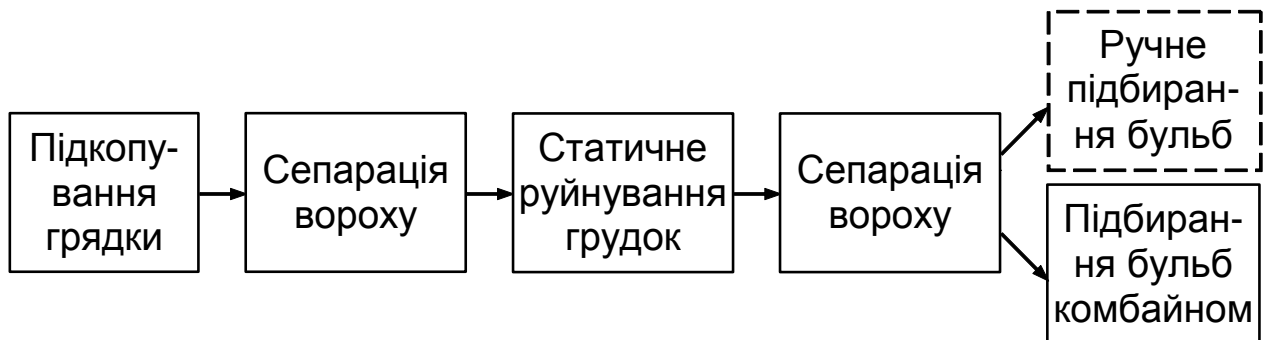 Підкопу-
вання
грядки
Сепарація
вороху
Статичне
руйнування
грудок
Сепарація
вороху
Ручне
підбиран-
ня бульб
Підбиран-
ня бульб
комбайном